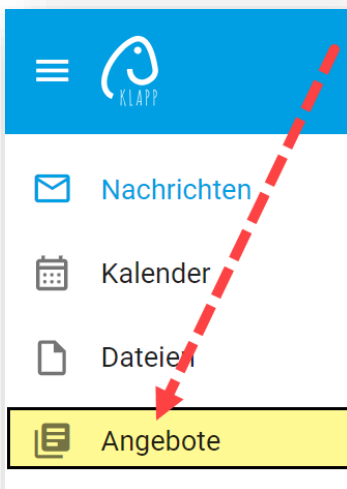 KLAPP
Nachrichten
Kalender
Dateien
Angebote